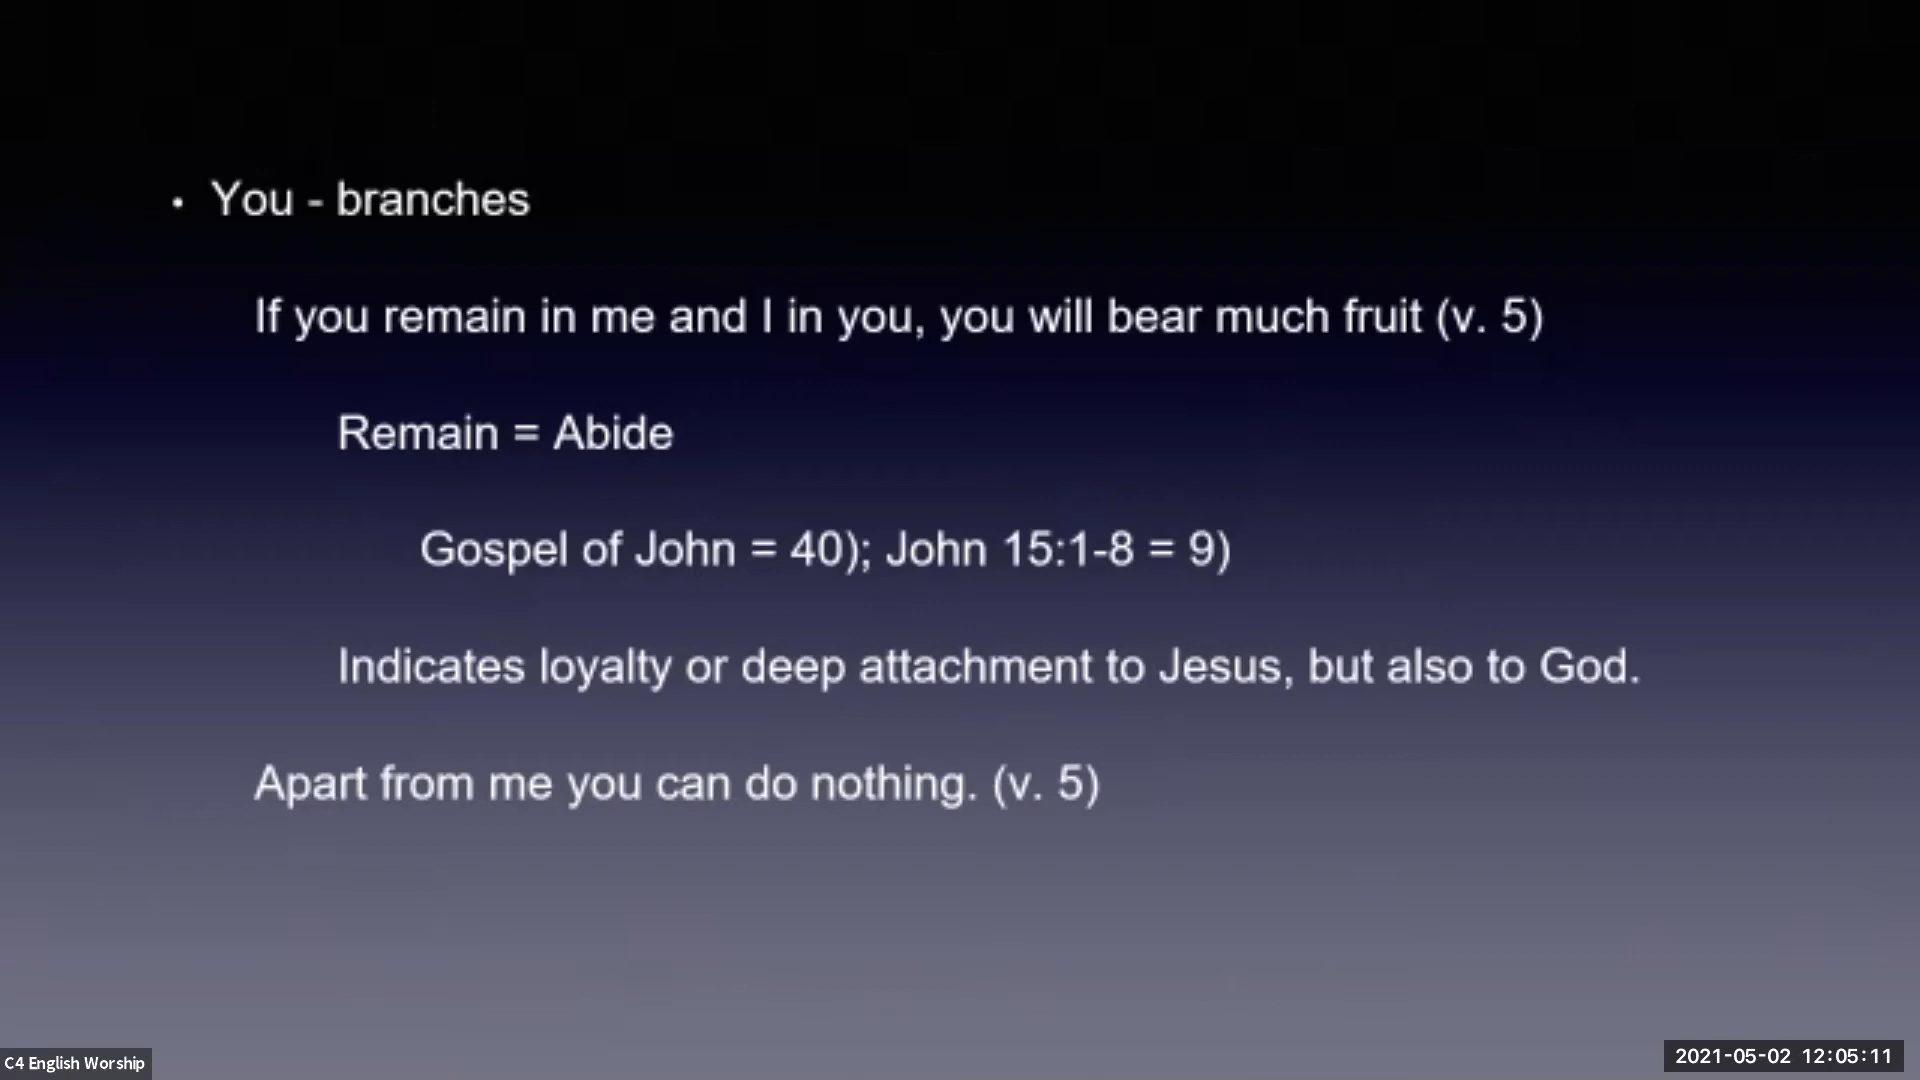 • You - branches
If you remain in me and I in you, you will bear much fruit (v. 5)
Remain = Abide
Gospel of John = 40); John 15:1-8 = 9)
Indicates loyalty or deep attachment to Jesus, but also to God.
Apart from me you can do nothing. (v. 5)
C4 English Worship
2021-05-02 12:05:11